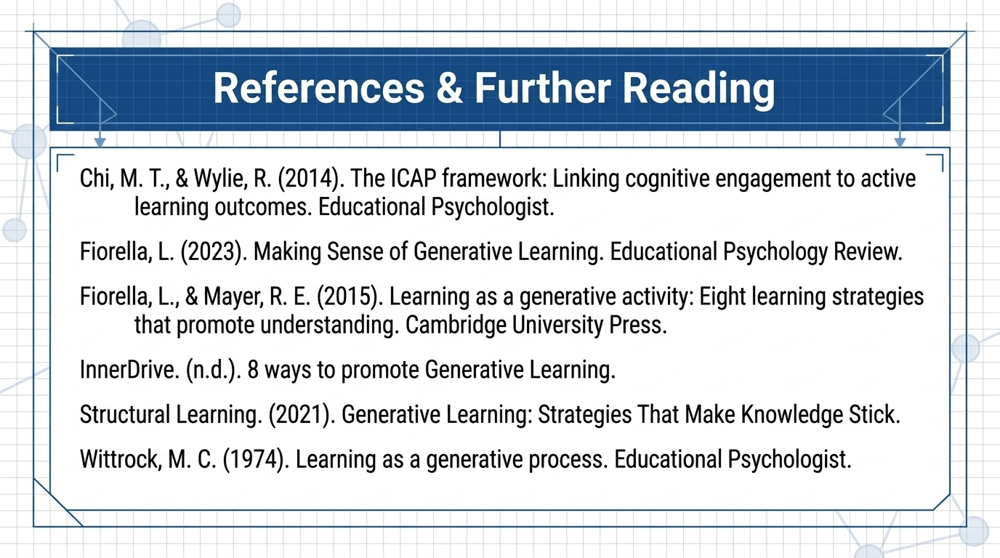 References & Further Reading
Chi, M. T., & Wylie, R. (2014). The ICAP framework: Linking cognitive engagement to active
learning outcomes. Educational Psychologist.
Fiorella, L. (2023). Making Sense of Generative Learning. Educational Psychology Review.
Fiorella, L., & Mayer, R. E. (2015). Learning as a generative activity: Eight learning strategies
that promote understanding. Cambridge University Press.
InnerDrive. (n.d.). 8 ways to promote Generative Learning.
Structural Learning. (2021). Generative Learning: Strategies That Make Knowledge Stick.
Wittrock, M. C. (1974). Learning as a generative process. Educational Psychologist.